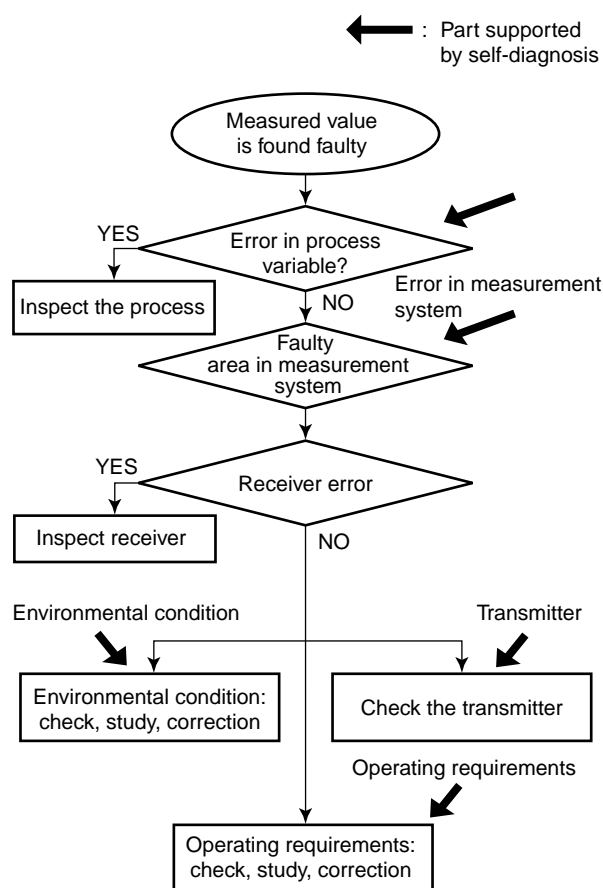 : Part supported
by self-diagnosis
Measured value
is found faulty
YES
Error in process
variable?
Inspect the process
NO
Error in measurement
system
Faulty
area in measurement
system
YES
Receiver error
Inspect receiver
NO
Environmental condition
Transmitter
Environmental condition:
check, study, correction
Check the transmitter
Operating requirements
Operating requirements:
check, study, correction